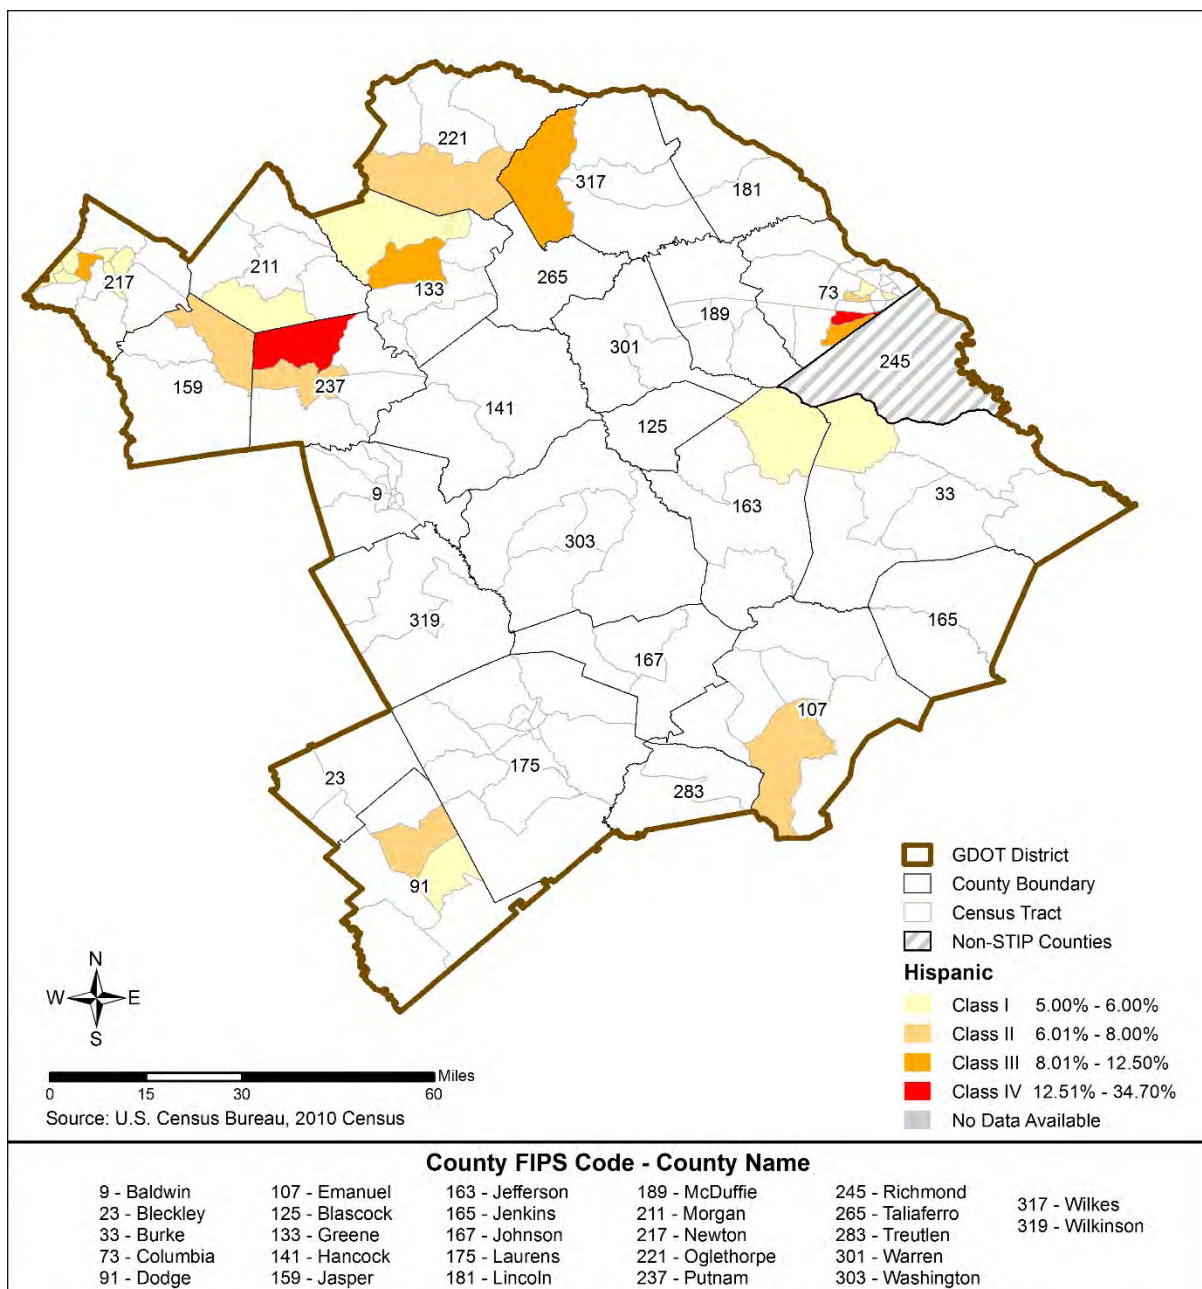 221
317
181
211
217
265
133
73
189
301
245
159
237
141
125
163
33
9
303
319
165
167
107
23
175
283
91
GDOT District
County Boundary
Census Tract
Non-STIP Counties
Hispanic
Class I 5.00% - 6.00%
Class II 6.01% - 8.00%
Class III 8.01% - 12.50%
Class IV 12.51% - 34.70%
No Data Available
N
W E
S
Miles
0 15 30 60
Source: U.S. Census Bureau, 2010 Census
County FIPS Code - County Name
9 - Baldwin 107 - Emanuel 163 - Jefferson 189 - McDuffie 245 - Richmond 317 - Wilkes
23 - Bleckley 125 - Blascock 165 - Jenkins 211 - Morgan 265 - Taliaferro 319 - Wilkinson
33 - Burke 133 - Greene 167 - Johnson 217 - Newton 283 - Treutlen
73 - Columbia 141 - Hancock 175 - Laurens 221 - Oglethorpe 301 - Warren
91 - Dodge 159 - Jasper 181 - Lincoln 237 - Putnam 303 - Washington